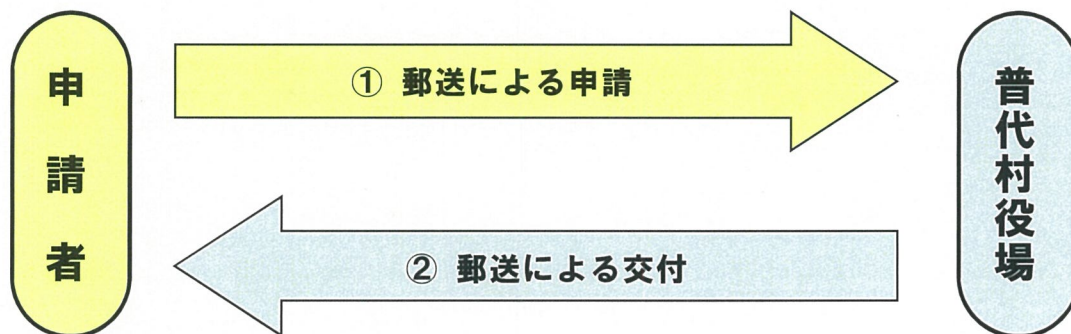 申請者
① 郵送による申請
② 郵送による交付
普代村役場